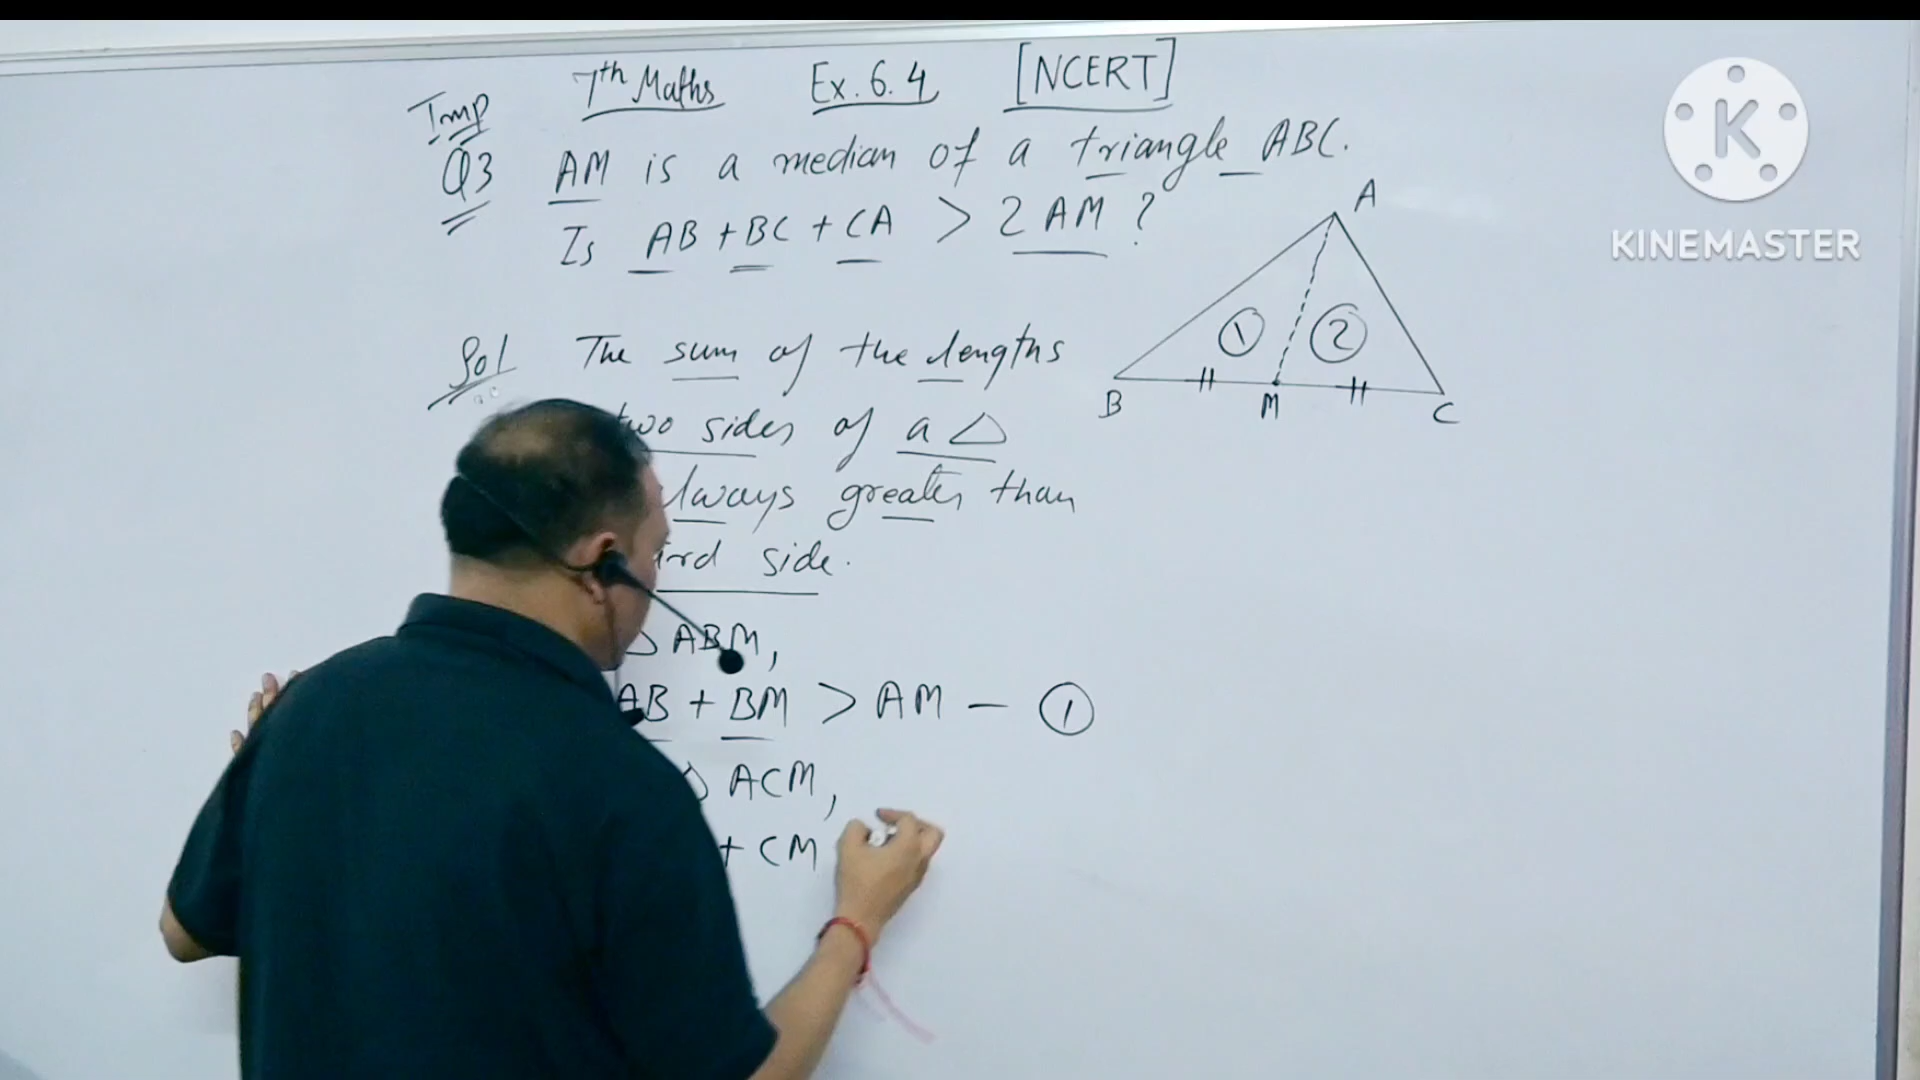 7th Maths Ex. 6.4 [NCERT]
Imp
Q3 AM is a median of a triangle ABC.
Is AB + BC + CA > 2 AM ?
Sol The sum of the lengths
two sides of a △
always greater than
side.
△ ABM,
AB + BM > AM — ①
△ ACM,
+ CM
A
① ②
B M C
K
KINEMASTER